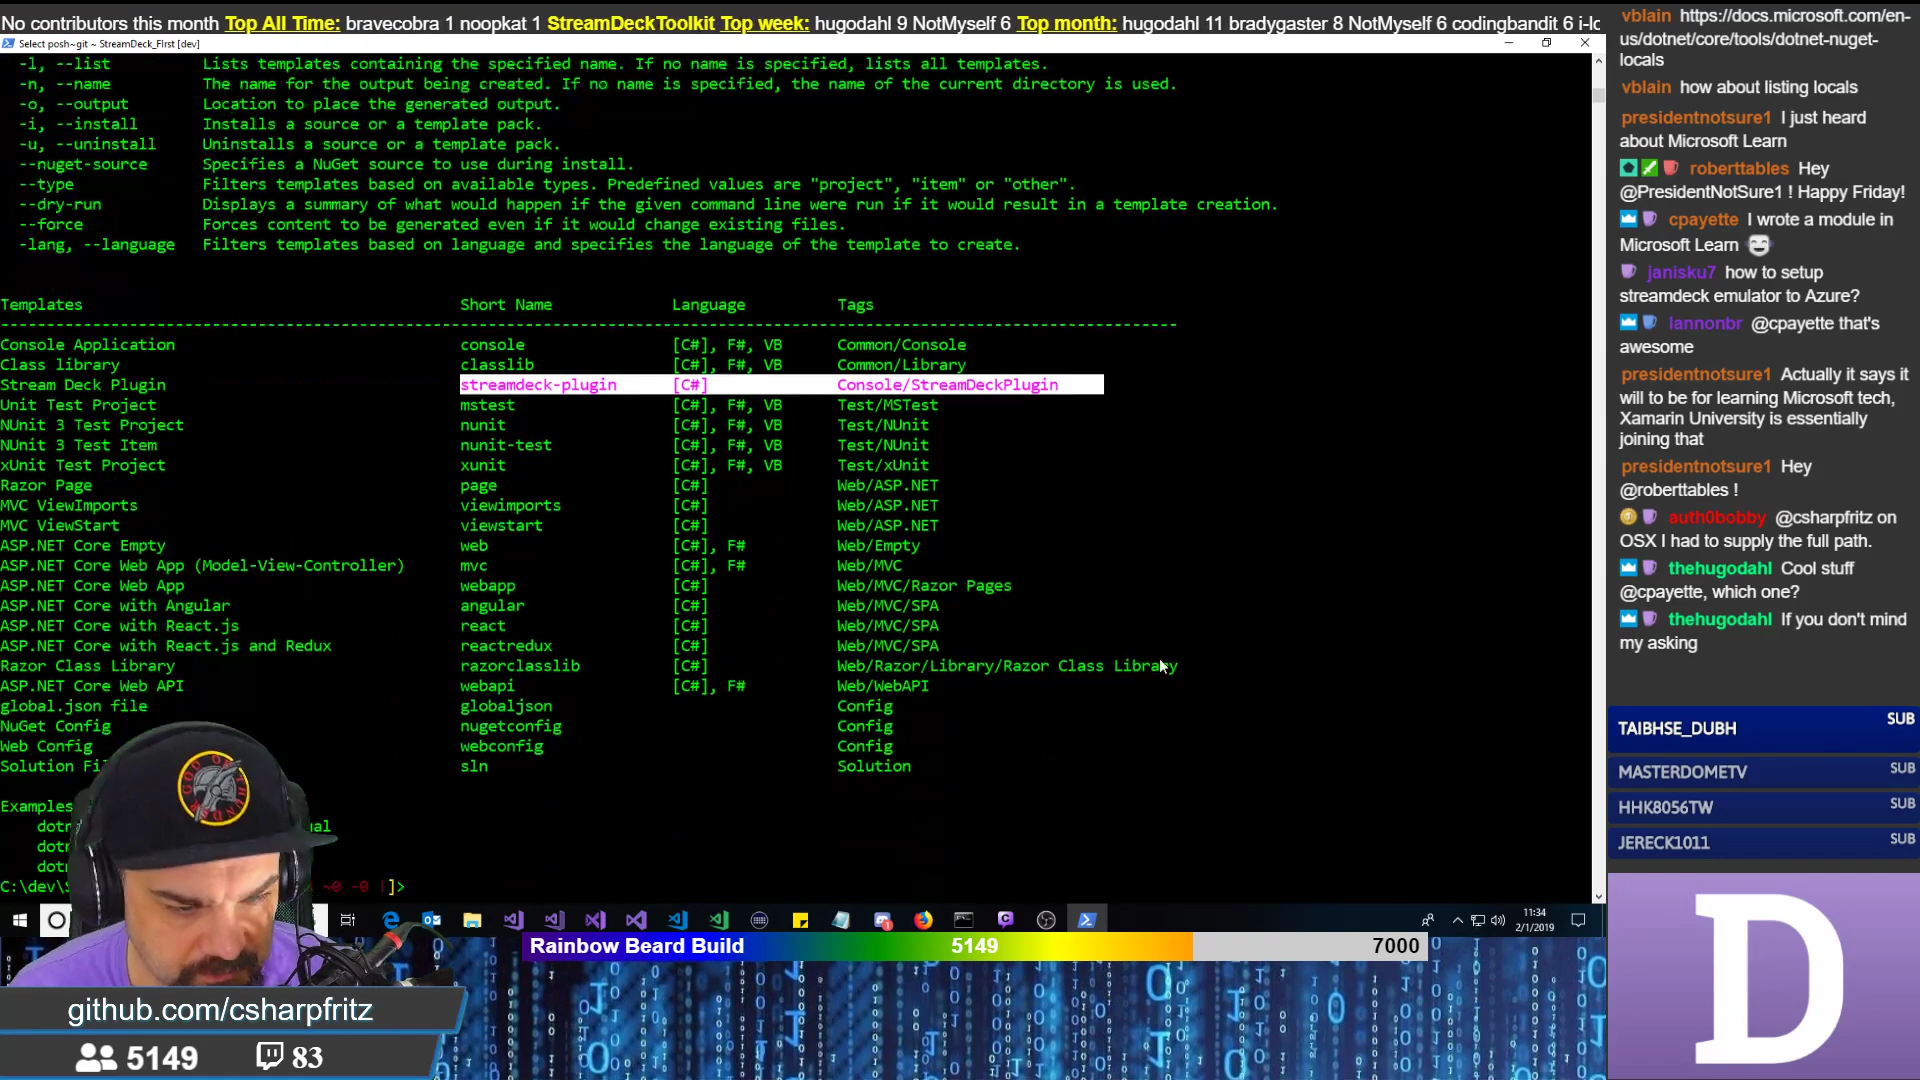 No contributors this month Top All Time: bravecobra 1 noopkat 1 StreamDeckToolkit Top week: hugodahl 9 NotMyself 6 Top month: hugodahl 11 bradygaster 8 NotMyself 6 codingbandit 6
Select posh~git ~ StreamDeck_First [dev]
-l, --list Lists templates containing the specified name. If no name is specified, lists all templates.
-n, --name The name for the output being created. If no name is specified, the name of the current directory is used.
-o, --output Location to place the generated output.
-i, --install Installs a source or a template pack.
-u, --uninstall Uninstalls a source or a template pack.
--nuget-source Specifies a NuGet source to use during install.
--type Filters templates based on available types. Predefined values are "project", "item" or "other".
--dry-run Displays a summary of what would happen if the given command line were run if it would result in a template creation.
--force Forces content to be generated even if it would change existing files.
-lang, --language Filters templates based on language and specifies the language of the template to create.
Templates Short Name Language Tags
Console Application console [C#], F#, VB Common/Console
Class library classlib [C#], F#, VB Common/Library
Stream Deck Plugin streamdeck-plugin [C#] Console/StreamDeckPlugin
Unit Test Project mstest [C#], F#, VB Test/MSTest
NUnit 3 Test Project nunit [C#], F#, VB Test/NUnit
NUnit 3 Test Item nunit-test [C#], F#, VB Test/NUnit
xUnit Test Project xunit [C#], F#, VB Test/xUnit
Razor Page page [C#] Web/ASP.NET
MVC ViewImports viewimports [C#] Web/ASP.NET
MVC ViewStart viewstart [C#] Web/ASP.NET
ASP.NET Core Empty web [C#], F# Web/Empty
ASP.NET Core Web App (Model-View-Controller) mvc [C#], F# Web/MVC
ASP.NET Core Web App webapp [C#] Web/MVC/Razor Pages
ASP.NET Core with Angular angular [C#] Web/MVC/SPA
ASP.NET Core with React.js react [C#] Web/MVC/SPA
ASP.NET Core with React.js and Redux reactredux [C#] Web/MVC/SPA
Razor Class Library razorclasslib [C#] Web/Razor/Library/Razor Class Library
ASP.NET Core Web API webapi [C#], F# Web/WebAPI
global.json file globaljson Config
NuGet Config nugetconfig Config
Web Config webconfig Config
Solution sln Solution
Examples
C:\dev\ ~0 -0 |]>
vblain https://docs.microsoft.com/en-
us/dotnet/core/tools/dotnet-nuget-
locals
vblain how about listing locals
presidentnotsure1 I just heard
about Microsoft Learn
roberttables Hey
@PresidentNotSure1 ! Happy Friday!
cpayette I wrote a module in
Microsoft Learn
janisku7 how to setup
streamdeck emulator to Azure?
lannonbr @cpayette that's
awesome
presidentnotsure1 Actually it says it
will to be for learning Microsoft tech,
Xamarin University is essentially
joining that
presidentnotsure1 Hey
@roberttables !
auth0bobby @csharpfritz on
OSX I had to supply the full path.
thehugodahl Cool stuff
@cpayette, which one?
thehugodahl If you don't mind
my asking
TAIBHSE_DUBH SUB
MASTERDOMETV SUB
HHK8056TW SUB
JERECK1011 SUB
D
11:34
2/1/2019
Rainbow Beard Build 5149 7000
GOD OF THUNDER
github.com/csharpfritz
5149 83